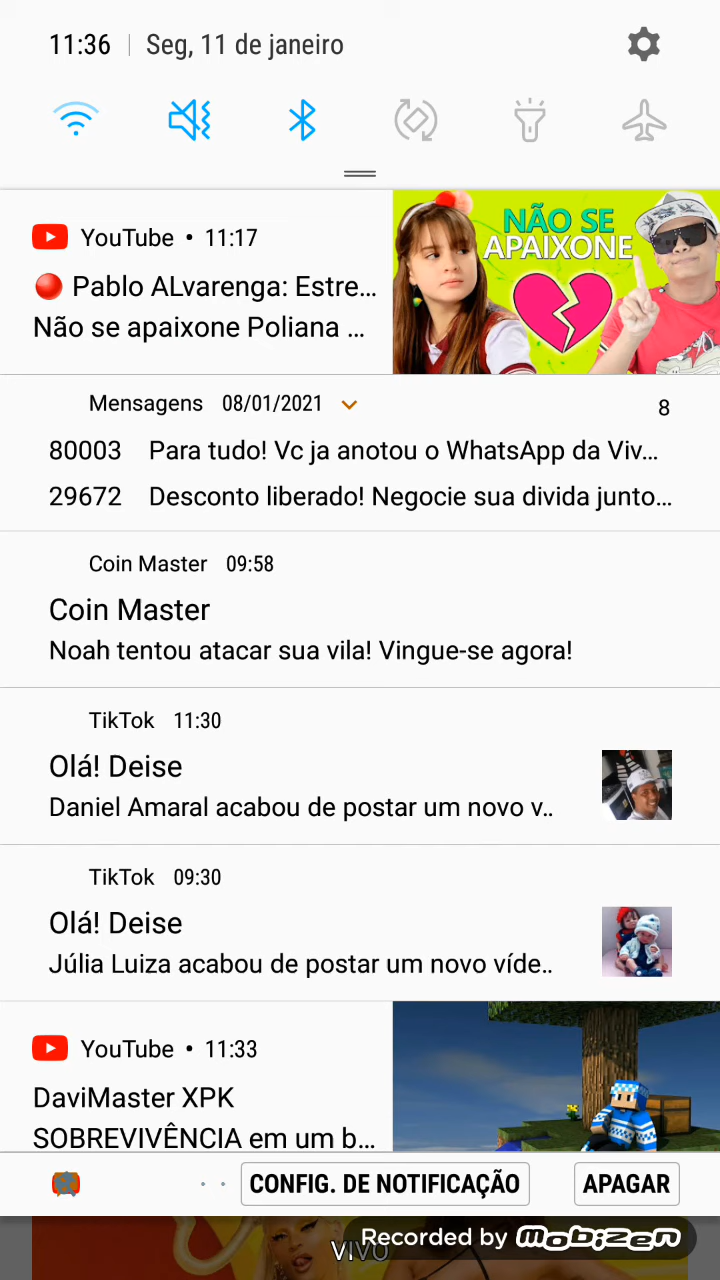 11:36 Seg, 11 de janeiro
YouTube • 11:17
Pablo ALvarenga: Estre...
Não se apaixone Poliana ...
NÃO SE
APAIXONE
Mensagens 08/01/2021 8
80003 Para tudo! Vc ja anotou o WhatsApp da Viv...
29672 Desconto liberado! Negocie sua divida junto...
Coin Master 09:58
Coin Master
Noah tentou atacar sua vila! Vingue-se agora!
TikTok 11:30
Olá! Deise
Daniel Amaral acabou de postar um novo v..
TikTok 09:30
Olá! Deise
Júlia Luiza acabou de postar um novo víde..
YouTube • 11:33
DaviMaster XPK
SOBREVIVÊNCIA em um b...
CONFIG. DE NOTIFICAÇÃO APAGAR
VIVO
Recorded by Mobizen